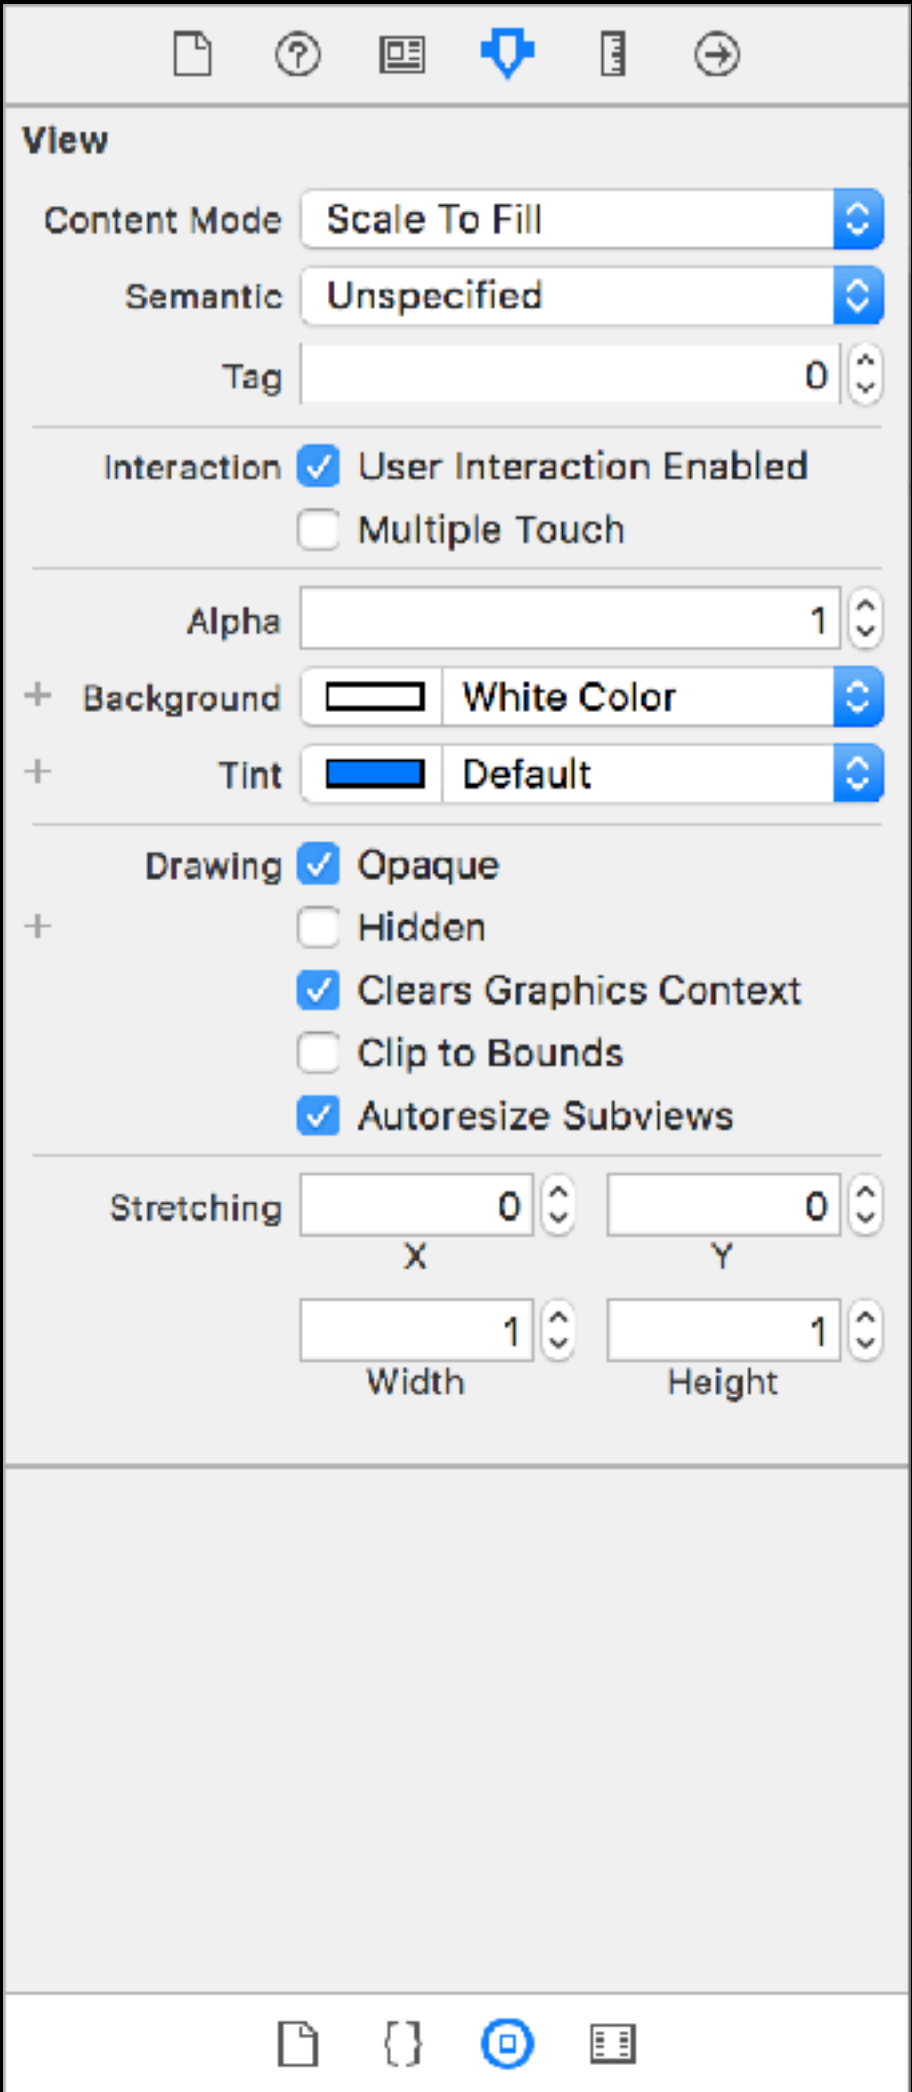 View
Content Mode Scale To Fill
Semantic Unspecified
Tag 0
Interaction User Interaction Enabled
Multiple Touch
Alpha 1
+ Background White Color
+ Tint Default
Drawing Opaque
+ Hidden
Clears Graphics Context
Clip to Bounds
Autoresize Subviews
Stretching 0 0
X Y
1 1
Width Height
{}